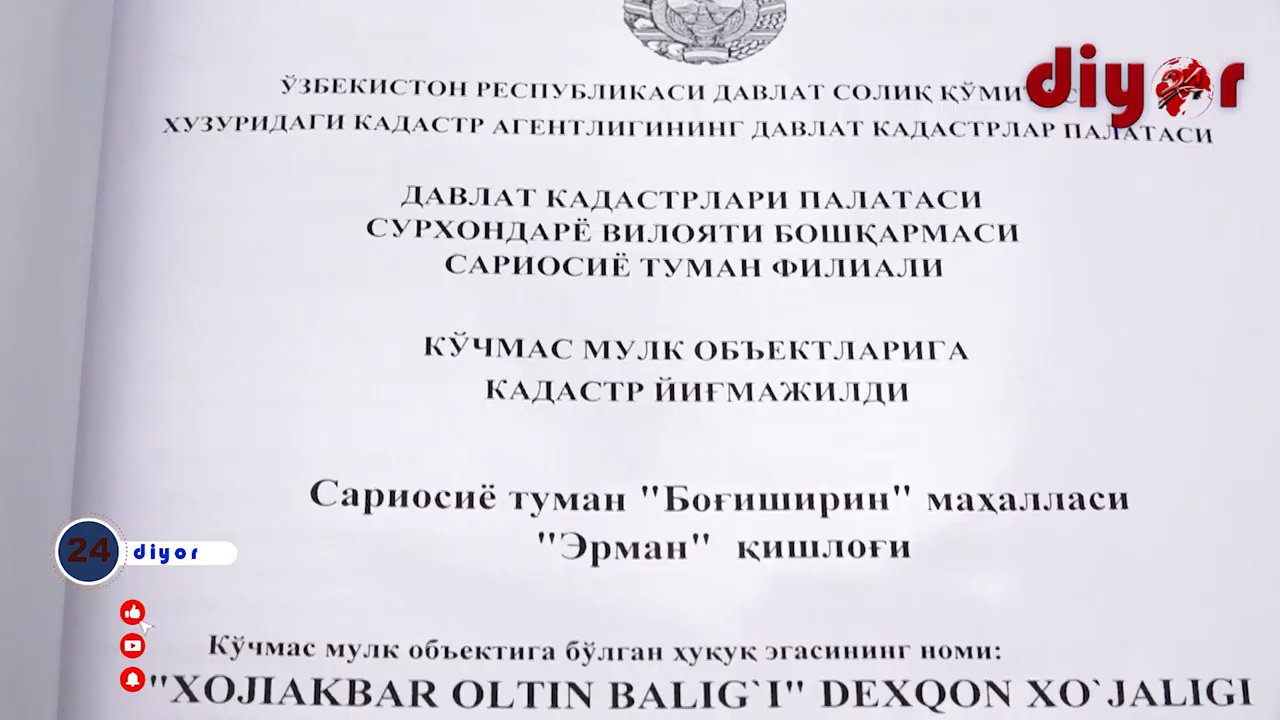 diyor
24
ЎЗБЕКИСТОН РЕСПУБЛИКАСИ ДАВЛАТ СОЛИҚ
ХУЗУРИДАГИ КАДАСТР АГЕНТЛИГИНИНГ ДАВЛАТ КАДАСТРЛАР ПАЛАТАСИ
ДАВЛАТ КАДАСТРЛАРИ ПАЛАТАСИ
СУРХОНДАРЁ ВИЛОЯТИ БОШҚАРМАСИ
САРИОСИЁ ТУМАН ФИЛИАЛИ
КЎЧМАС МУЛК ОБЪЕКТЛАРИГА
КАДАСТР ЙИҒМАЖИЛДИ
Сариосиё туман "Боғиширин" маҳалласи
"Эрман" қишлоғи
24 diyor
Кўчмас мулк объектига бўлган ҳуқуқ эгасининг номи:
"XOJIAKBAR OLTIN BALIG`I" DEXQON XO`JALIGI